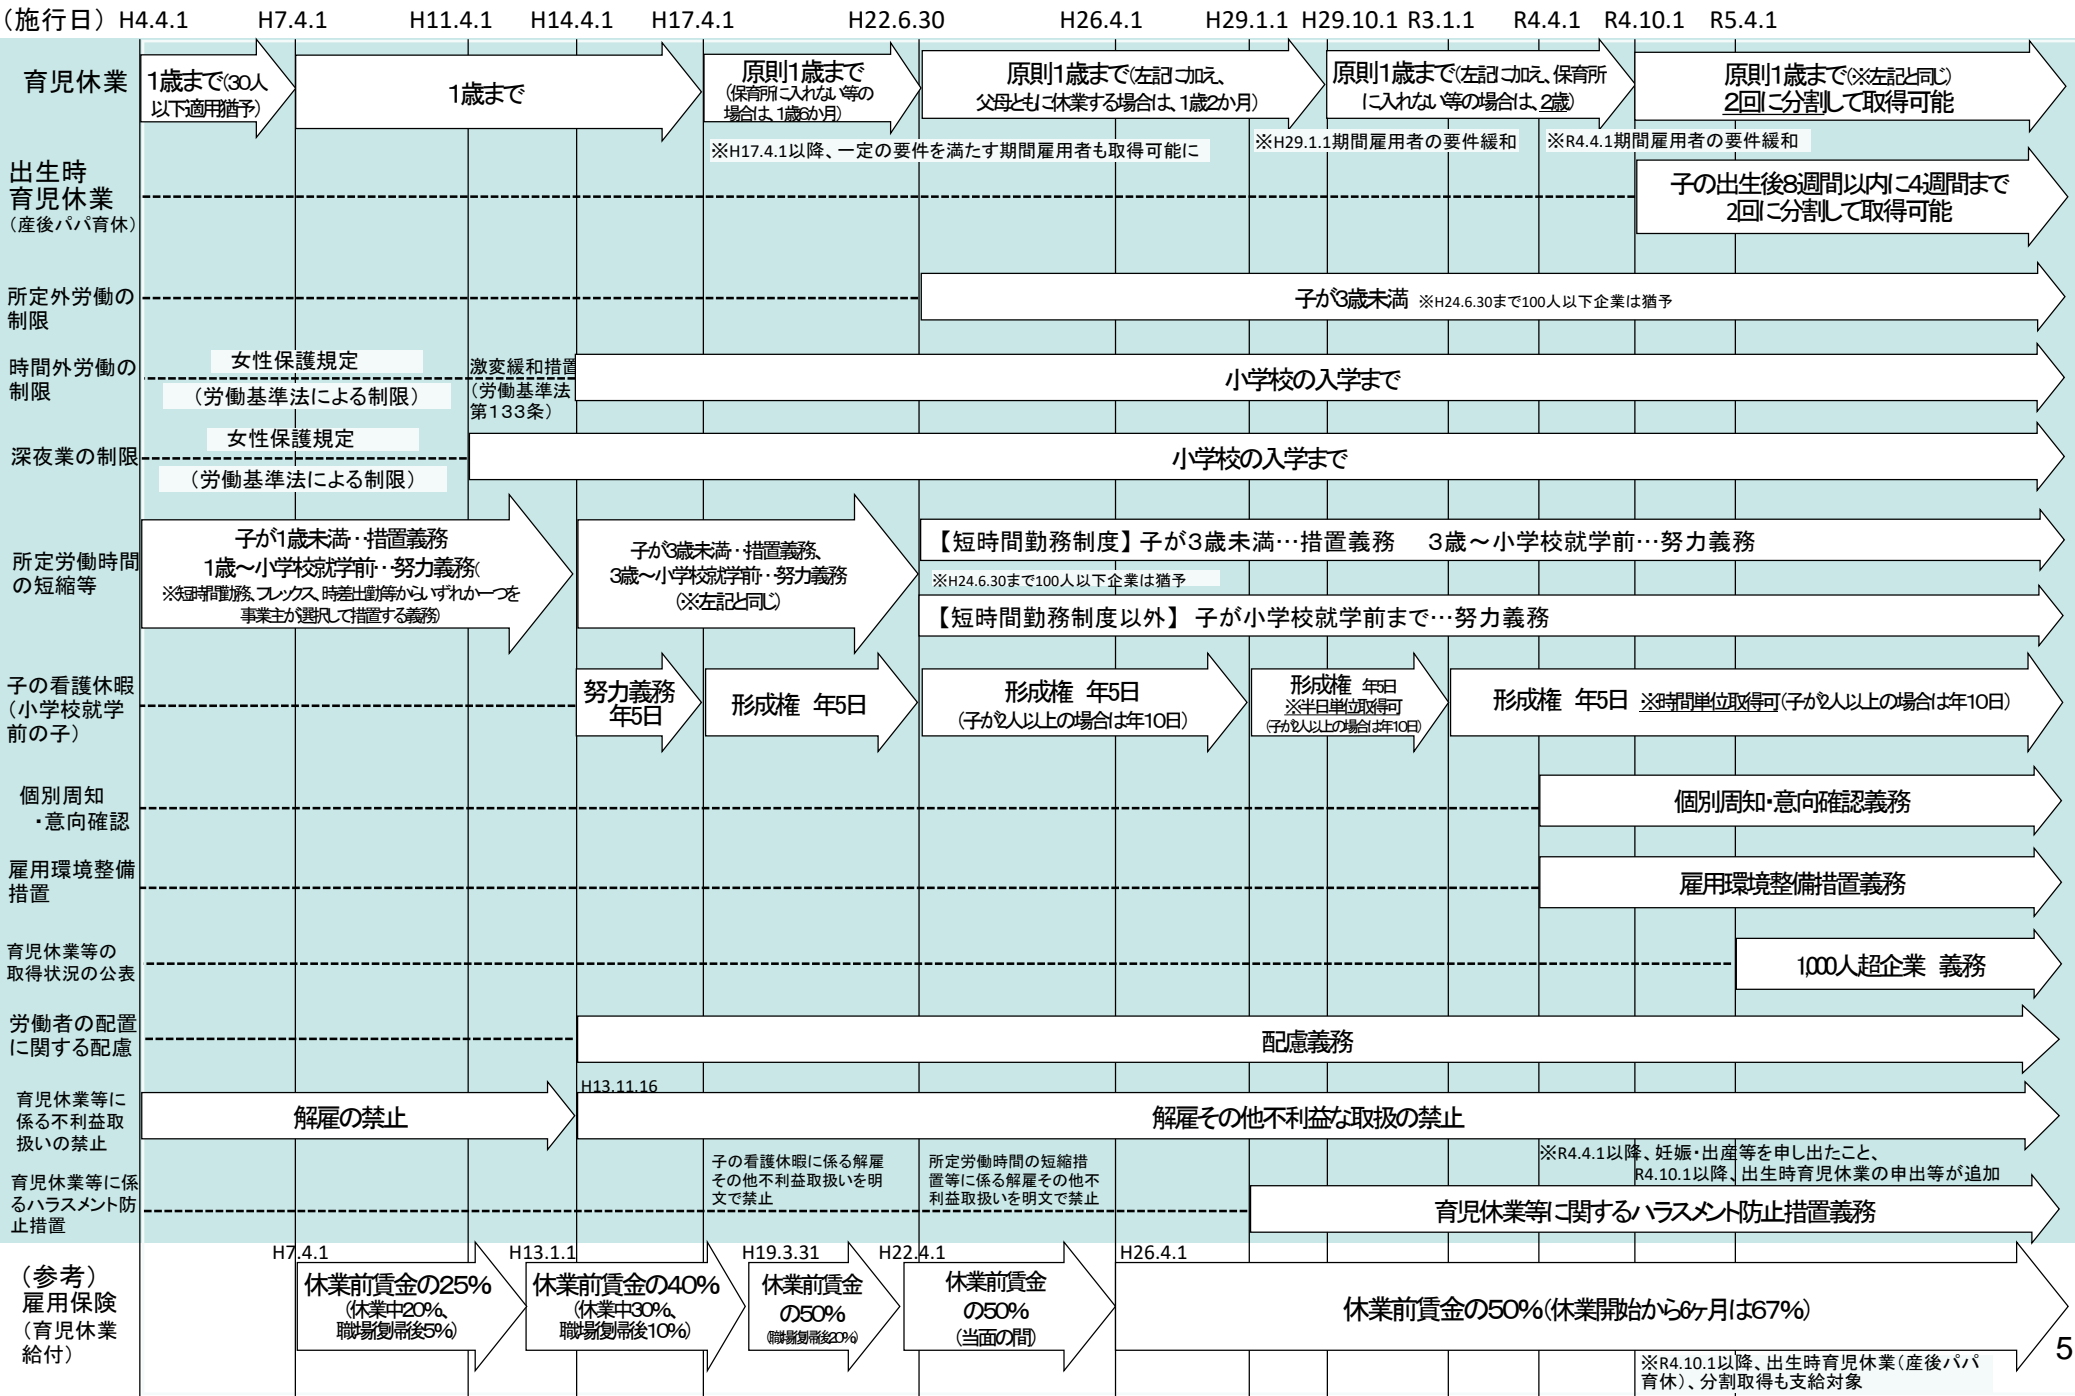 (施行日) H4.4.1 H7.4.1 H11.4.1 H14.4.1 H17.4.1 H22.6.30 H26.4.1 H29.1.1 H29.10.1 R3.1.1 R4.4.1 R4.10.1 R5.4.1
育児休業
1歳まで(30人
以下適用猶予)
1歳まで
原則1歳まで
(保育所に入れない等の
場合は、1歳6か月)
原則1歳まで(左記に加え、
父母ともに休業する場合は、1歳2か月)
原則1歳まで(左記に加え、保育所
に入れない等の場合は、2歳)
原則1歳まで(※左記と同じ)
2回に分割して取得可能
※H17.4.1以降、一定の要件を満たす期間雇用者も取得可能に
※H29.1.1期間雇用者の要件緩和
※R4.4.1期間雇用者の要件緩和
出生時
育児休業
(産後パパ育休)
子の出生後8週間以内に4週間まで
2回に分割して取得可能
所定外労働の
制限
子が3歳未満 ※H24.6.30まで100人以下企業は猶予
時間外労働の
制限
女性保護規定
(労働基準法による制限)
激変緩和措置
(労働基準法
第133条)
小学校の入学まで
深夜業の制限
女性保護規定
(労働基準法による制限)
小学校の入学まで
所定労働時間
の短縮等
子が1歳未満‥措置義務
1歳～小学校就学前…努力義務(
※短時間勤務、フレックス、時差出勤等からいずれか一つを
事業主が選択して措置する義務)
子が3歳未満‥措置義務、
3歳～小学校就学前‥努力義務
(※左記と同じ)
【短時間勤務制度】子が3歳未満…措置義務 3歳～小学校就学前…努力義務
※H24.6.30まで100人以下企業は猶予
【短時間勤務制度以外】 子が小学校就学前まで…努力義務
子の看護休暇
(小学校就学
前の子)
努力義務
年5日
形成権 年5日
形成権 年5日
(子が2人以上の場合は年10日)
形成権 年5日
※半日単位取得可
(子が2人以上の場合は年10日)
形成権 年5日 ※時間単位取得可(子が2人以上の場合は年10日)
個別周知
・意向確認
個別周知・意向確認義務
雇用環境整備
措置
雇用環境整備措置義務
育児休業等の
取得状況の公表
1,000人超企業 義務
労働者の配置
に関する配慮
配慮義務
育児休業等に
係る不利益取
扱いの禁止
解雇の禁止
H13.11.16
解雇その他不利益な取扱の禁止
子の看護休暇に係る解雇
その他不利益取扱いを明
文で禁止
所定労働時間の短縮措
置等に係る解雇その他不
利益取扱いを明文で禁止
※R4.4.1以降、妊娠・出産等を申し出たこと、
R4.10.1以降、出生時育児休業の申出等が追加
育児休業等に係
るハラスメント防
止措置
育児休業等に関するハラスメント防止措置義務
(参考)
雇用保険
(育児休業
給付)
H7.4.1
休業前賃金の25%
(休業中20%、
職場復帰後5%)
H13.1.1
休業前賃金の40%
(休業中30%、
職場復帰後10%)
H19.3.31
休業前賃金
の50%
(職場復帰後20%)
H22.4.1
休業前賃金
の50%
(当面の間)
H26.4.1
休業前賃金の50%(休業開始から6ヶ月は67%)
※R4.10.1以降、出生時育児休業(産後パパ
育休)、分割取得も支給対象
5